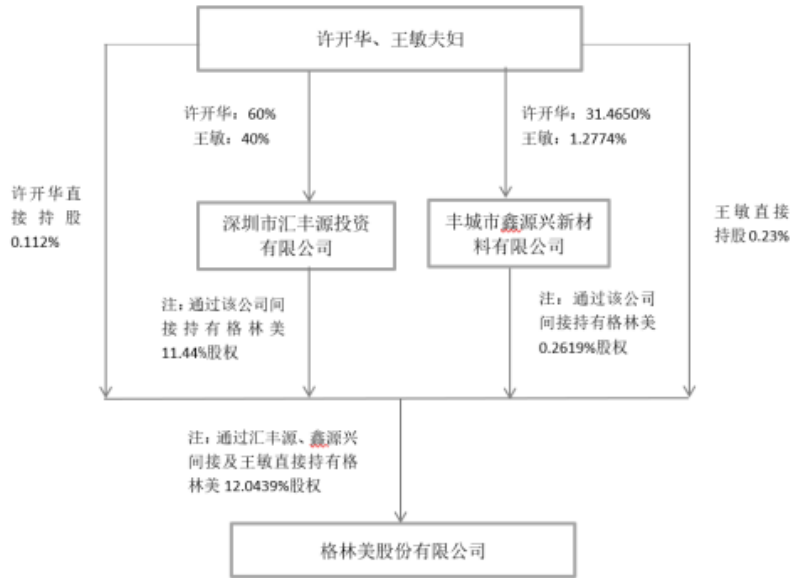 许开华、王敏夫妇
许开华：60%
王敏：40%
许开华：31.4650%
王敏：1.2774%
许开华直
接持股
0.112%
深圳市汇丰源投资
有限公司
丰城市鑫源兴新材
料有限公司
王敏直接
持股0.23%
注：通过该公司间
接持有格林美
11.44%股权
注：通过该公司
间接持有格林美
0.2619%股权
注：通过汇丰源、鑫源兴
间接及王敏直接持有格
林美12.0439%股权
格林美股份有限公司